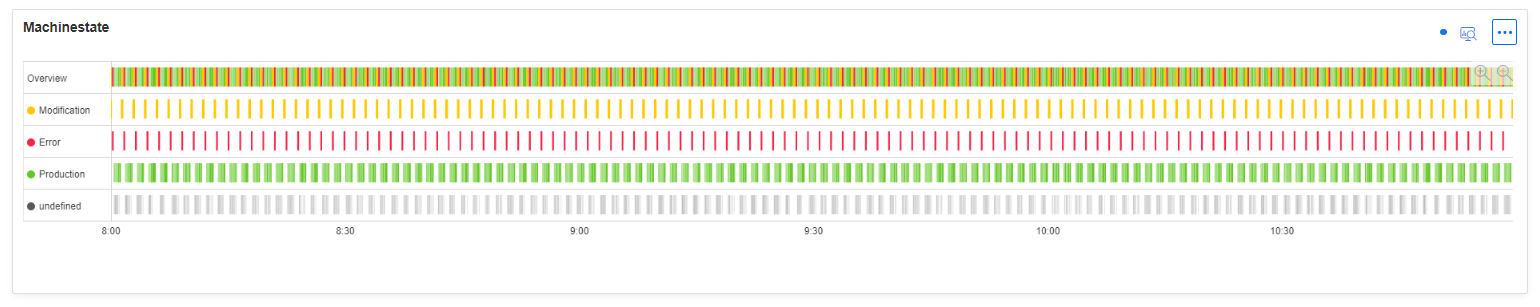 Machinestate
Overview
Modification
Error
Production
undefined
8:00 8:30 9:00 9:30 10:00 10:30